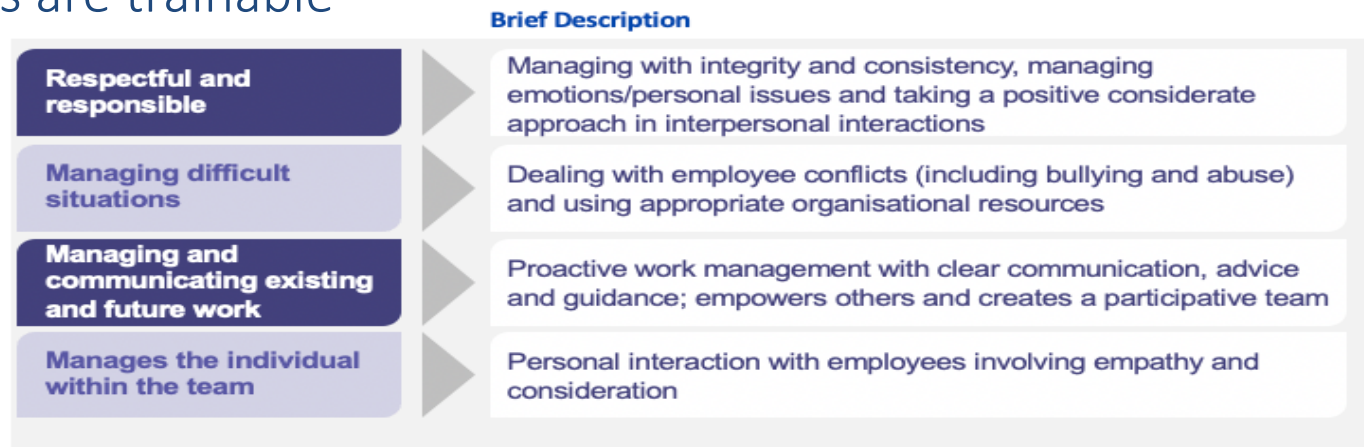 s are trainable
Brief Description
Respectful and
responsible
Managing with integrity and consistency, managing
emotions/personal issues and taking a positive considerate
approach in interpersonal interactions
Managing difficult
situations
Dealing with employee conflicts (including bullying and abuse)
and using appropriate organisational resources
Managing and
communicating existing
and future work
Proactive work management with clear communication, advice
and guidance; empowers others and creates a participative team
Manages the individual
within the team
Personal interaction with employees involving empathy and
consideration